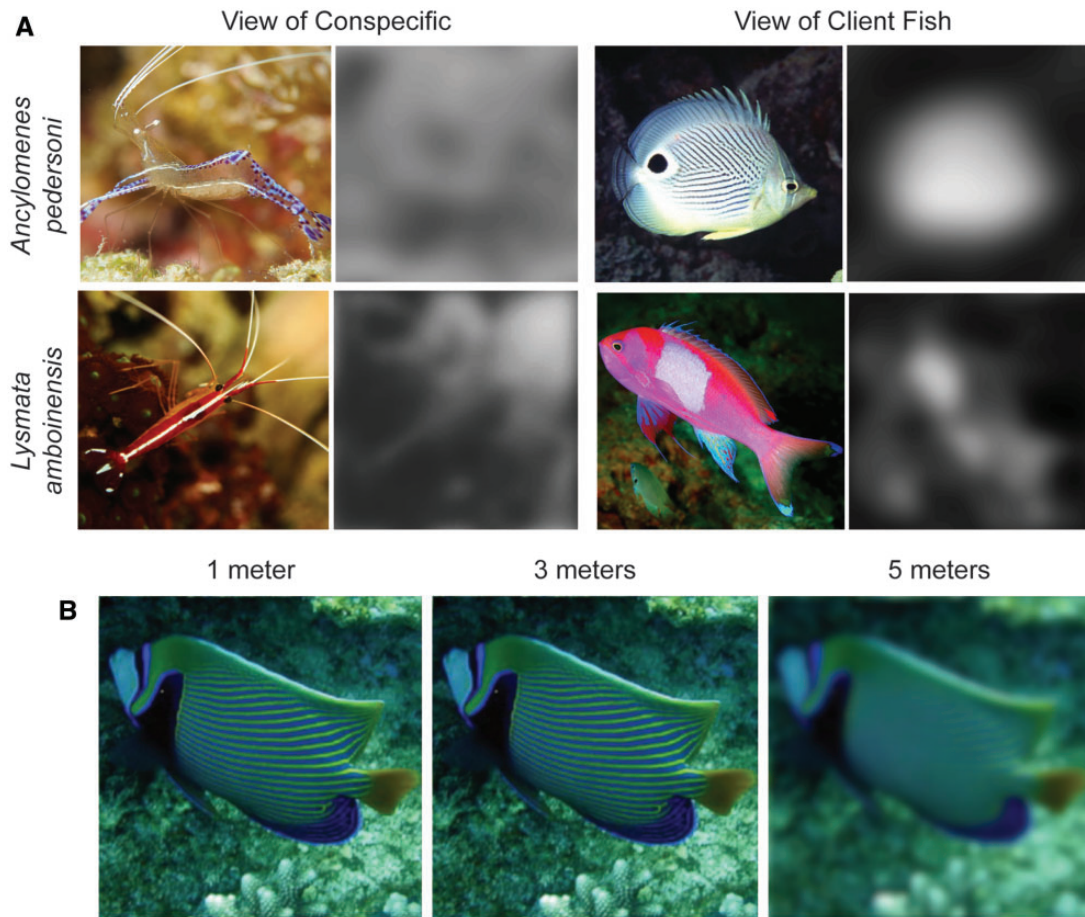 A
View of Conspecific
View of Client Fish
Ancylomenes
pedersoni
Lysmata
amboinensis
B
1 meter
3 meters
5 meters